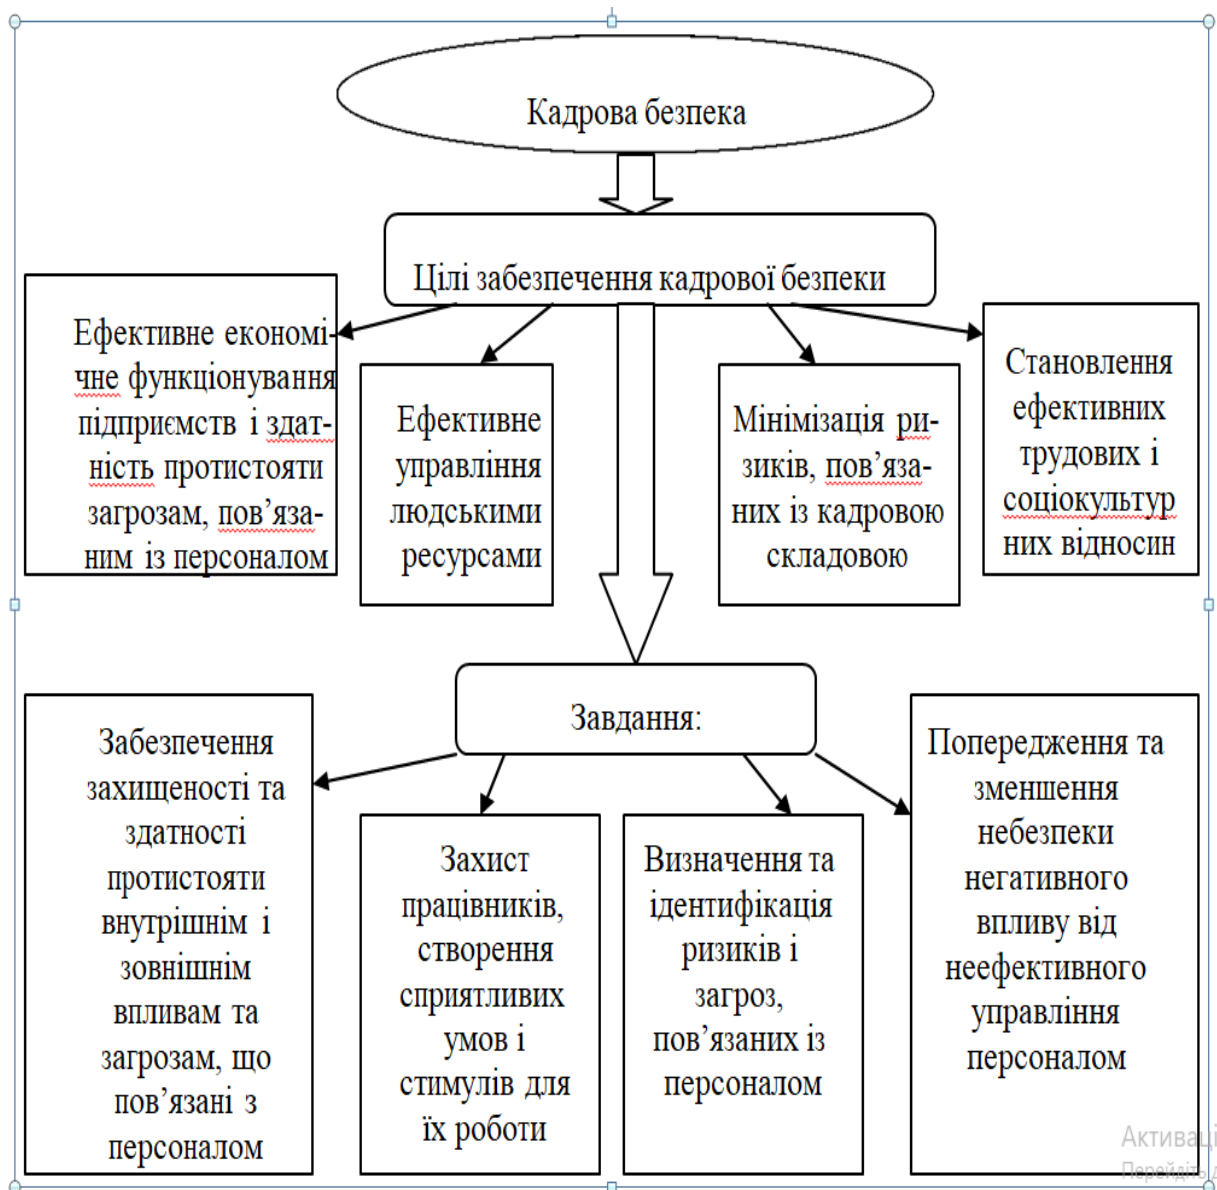 Кадрова безпека
Цілі забезпечення кадрової безпеки
Ефективне економі-
чне функціонування
підприємств і здат-
ність протистояти
загрозам, пов’яза-
ним із персоналом
Ефективне
управління
людськими
ресурсами
Мінімізація ри-
зиків, пов’яза-
них із кадровою
складовою
Становлення
ефективних
трудових і
соціокультур
них відносин
Завдання:
Забезпечення
захищеності та
здатності
протистояти
внутрішнім і
зовнішнім
впливам та
загрозам, що
пов’язані з
персоналом
Захист
працівників,
створення
сприятливих
умов і
стимулів для
їх роботи
Визначення та
ідентифікація
ризиків і
загроз,
пов’язаних із
персоналом
Попередження та
зменшення
небезпеки
негативного
впливу від
неефективного
управління
персоналом
Активаці
Перейдіть